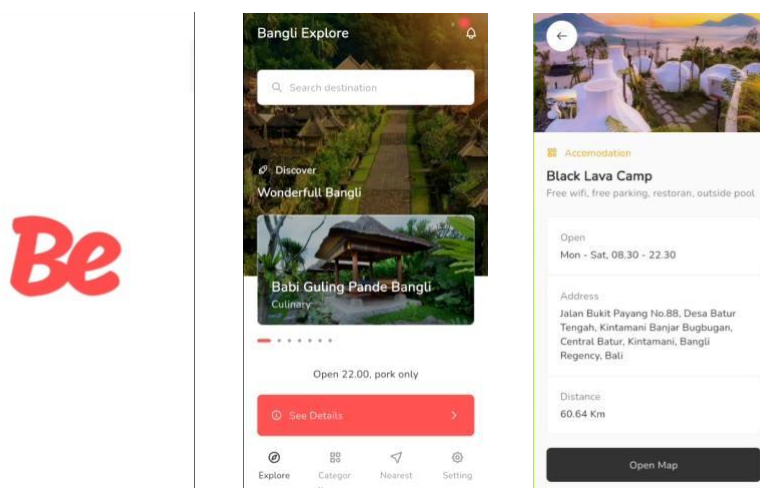 Be
Bangli Explore
Search destination
Discover
Wonderfull Bangli
Babi Guling Pande Bangli
Culinary
Open 22.00, pork only
See Details
Explore
Categor
Nearest
Setting
Accomodation
Black Lava Camp
Free wifi, free parking, restoran, outside pool
Open
Mon - Sat, 08.30 - 22.30
Address
Jalan Bukit Payang No.88, Desa Batur
Tengah, Kintamani Banjar Bugbugan,
Central Batur, Kintamani, Bangli
Regency, Bali
Distance
60.64 Km
Open Map